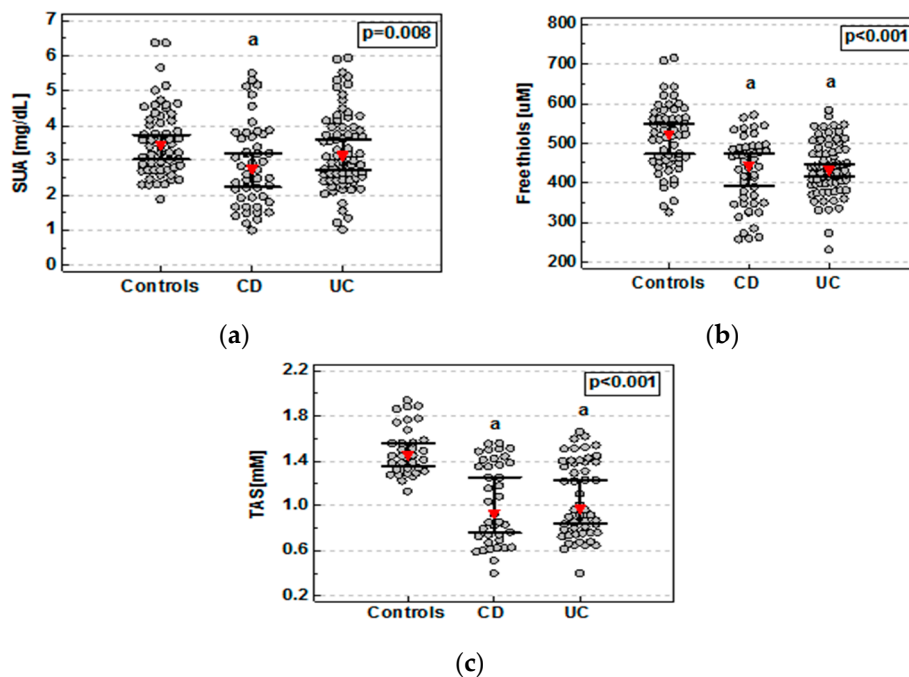 7
6
5
4
3
2
1
0
SUA [mg/dL]
a
p=0.008
Controls CD UC
(a)
800
700
600
500
400
300
200
Free thiols [uM]
a a
p<0.001
Controls CD UC
(b)
2.2
1.8
1.4
1.0
0.6
0.2
TAS[mM]
a a
p<0.001
Controls CD UC
(c)